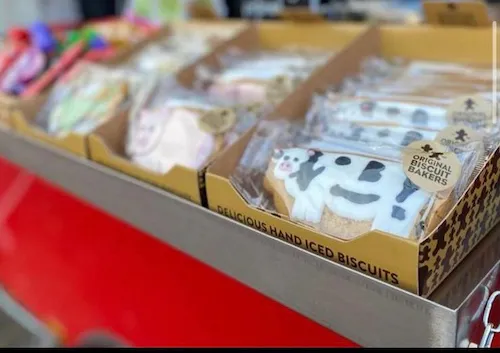 ORIGINAL
BISCUIT
BAKERS
DELICIOUS HAND ICED BISCUITS